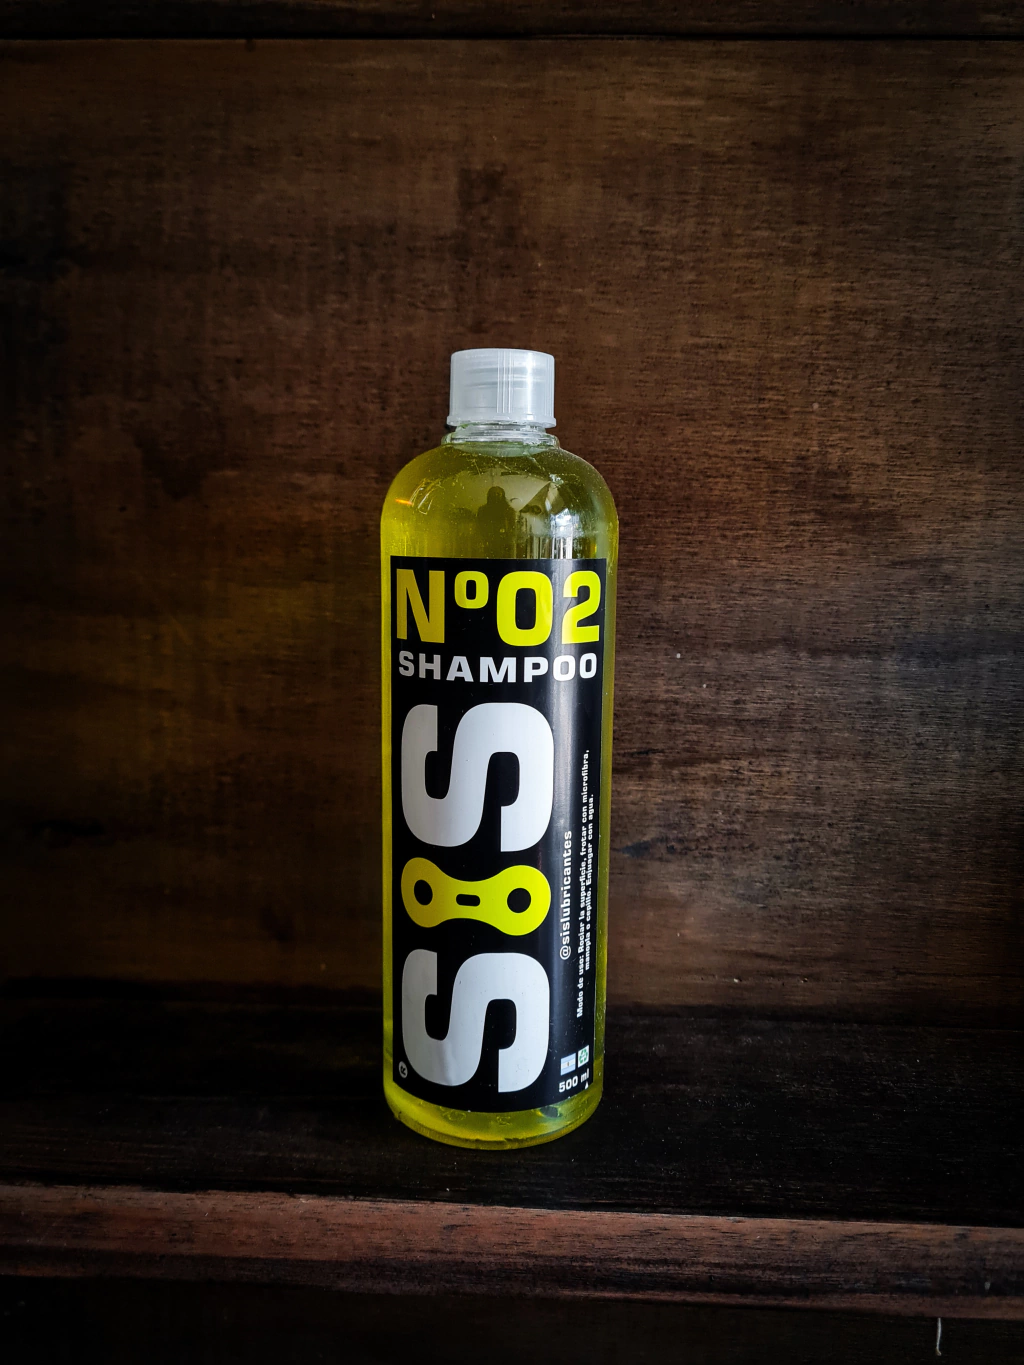 Nº02
SHAMPOO
SIS
@sislubricantes
Modo de uso: Rociar la superficie, frotar con microfibra,
manopla o cepillo. Enjuagar con agua.
500 ml